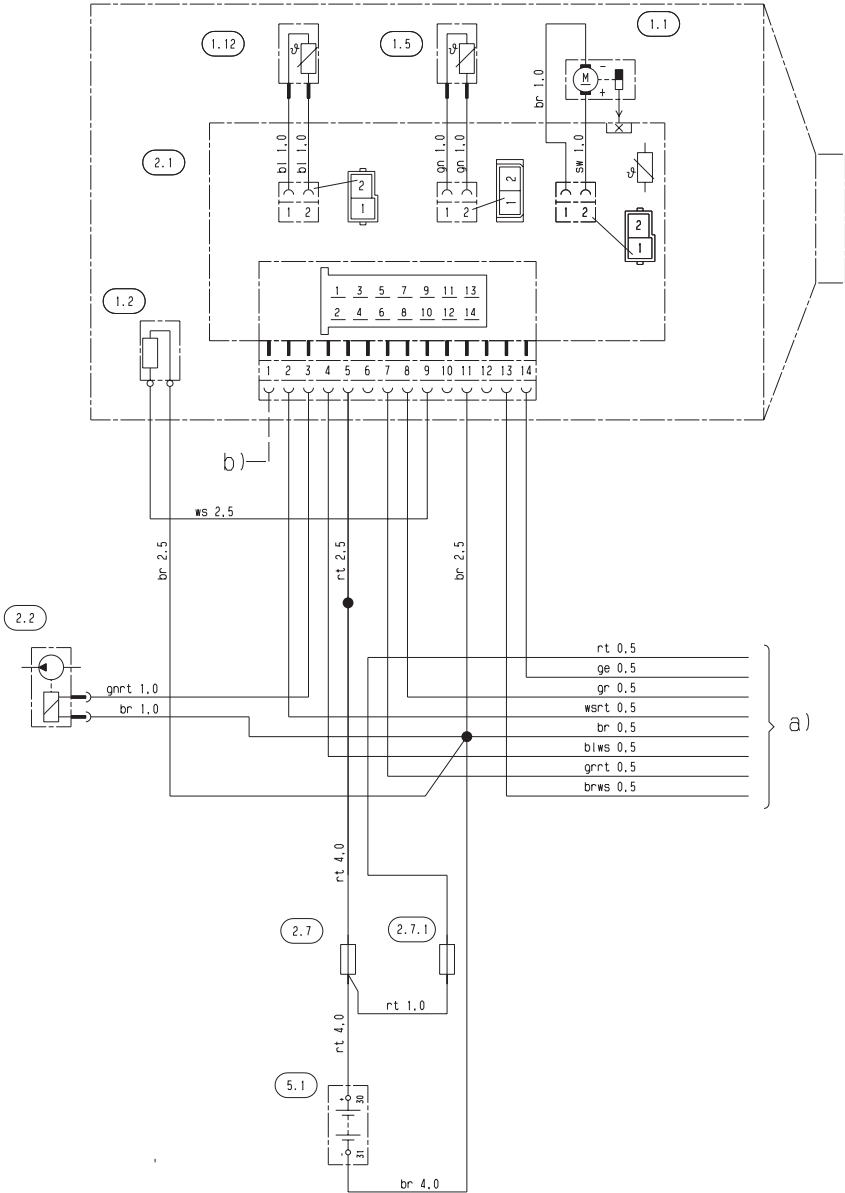 1.12
1.5
1.1
M
-
+
br 1,0
sw 1,0
bl 1,0
bl 1,0
gn 1,0
gn 1,0
2.1
ϑ
ϑ
ϑ
1 2
2
1
1 2
2
1
1 2
2
1
1.2
1 3 5 7 9 11 13
2 4 6 8 10 12 14
1 2 3 4 5 6 7 8 9 10 11 12 13 14
b)
ws 2,5
br 2,5
rt 2,5
br 2,5
2.2
gnrt 1,0
br 1,0
rt 0,5
ge 0,5
gr 0,5
wsrt 0,5
br 0,5
blws 0,5
grrt 0,5
brws 0,5
a)
rt 4,0
2.7
2.7.1
rt 1,0
rt 4,0
5.1
+ 30
- 31
br 4,0